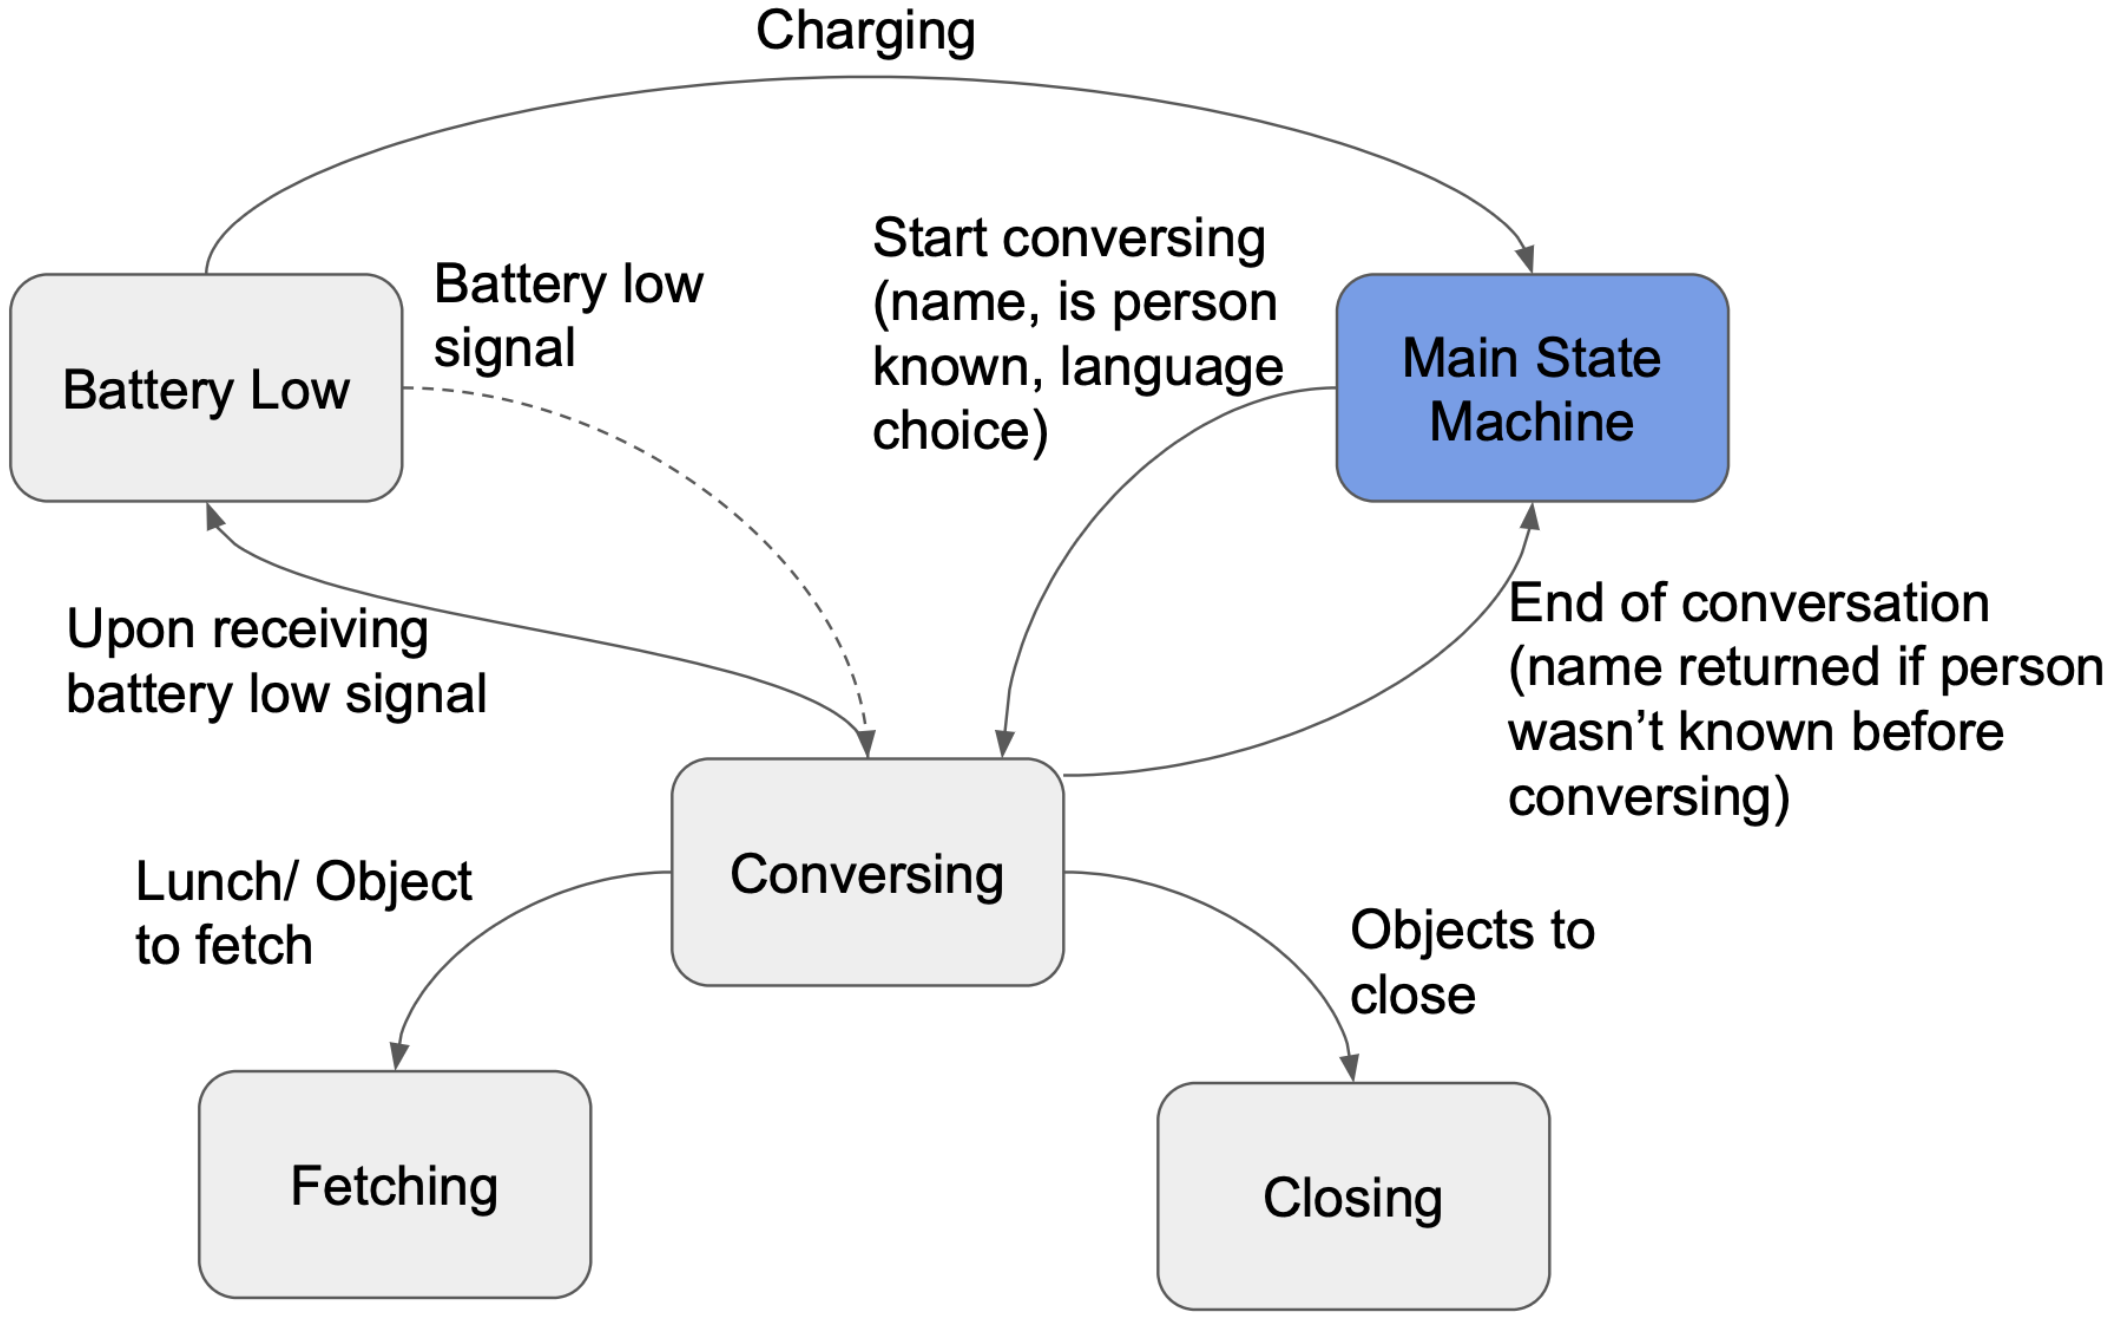 Charging
Battery low
signal
Start conversing
(name, is person
known, language
choice)
Battery Low
Main State
Machine
Upon receiving
battery low signal
End of conversation
(name returned if person
wasn’t known before
conversing)
Conversing
Lunch/ Object
to fetch
Objects to
close
Fetching
Closing